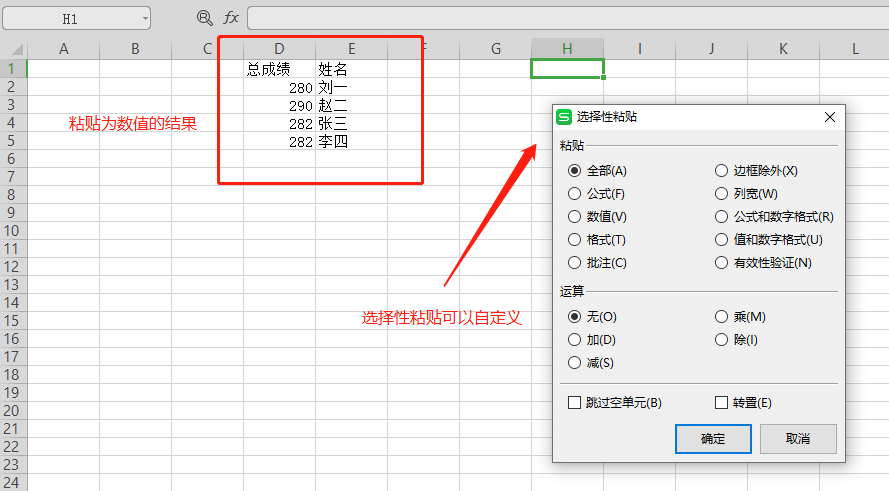 H1
fx
A B C D E F G H I J K L
1 总成绩 姓名
2 280 刘一
3 290 赵二
4 粘贴为数值的结果 282 张三
5 282 李四
6
7
8
9
10
11
12
13
14
15
16
17
18
19
20
21
22
23
24
选择性粘贴可以自定义
选择性粘贴
粘贴
全部(A) 边框除外(X)
公式(F) 列宽(W)
数值(V) 公式和数字格式(R)
格式(T) 值和数字格式(U)
批注(C) 有效性验证(N)
运算
无(O) 乘(M)
加(D) 除(I)
减(S)
跳过空单元(B) 转置(E)
确定 取消